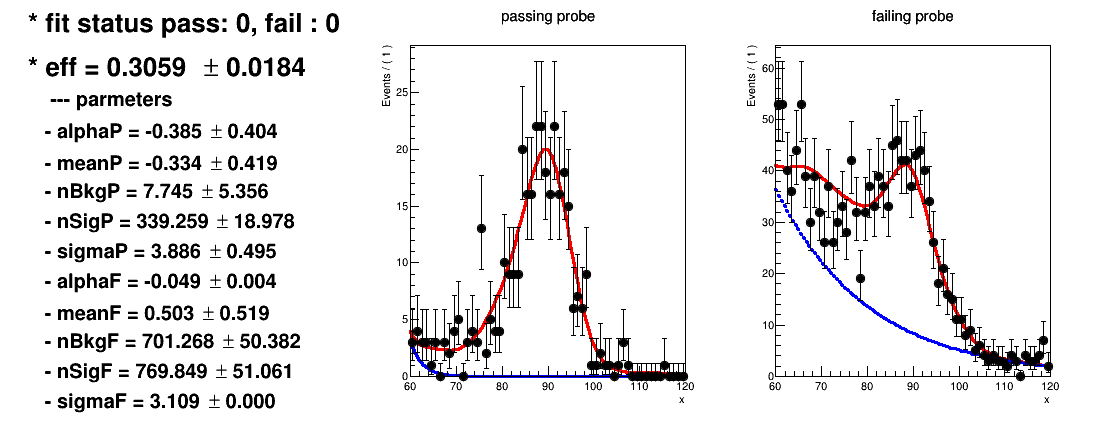 * fit status pass: 0, fail : 0
* eff = 0.3059 ± 0.0184
--- parmeters
- alphaP = -0.385 ± 0.404
- meanP = -0.334 ± 0.419
- nBkgP = 7.745 ± 5.356
- nSigP = 339.259 ± 18.978
- sigmaP = 3.886 ± 0.495
- alphaF = -0.049 ± 0.004
- meanF = 0.503 ± 0.519
- nBkgF = 701.268 ± 50.382
- nSigF = 769.849 ± 51.061
- sigmaF = 3.109 ± 0.000
passing probe
Events / ( 1 )
25
20
15
10
5
0
60 70 80 90 100 110 120
x
failing probe
Events / ( 1 )
60
50
40
30
20
10
0
60 70 80 90 100 110 120
x